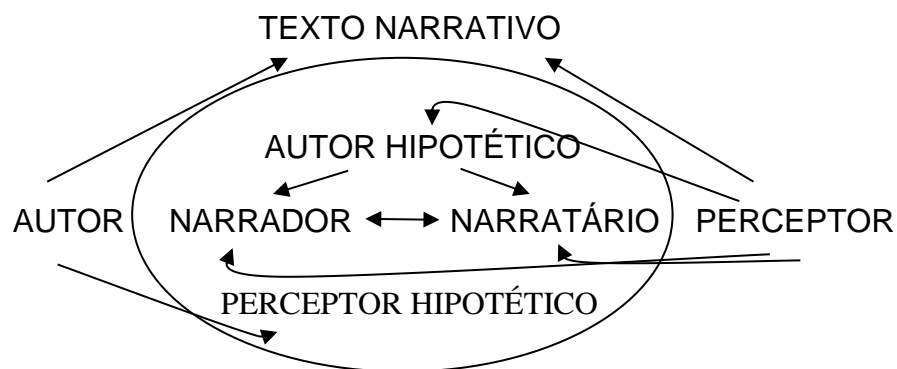 TEXTO NARRATIVO
AUTOR HIPOTÉTICO
AUTOR NARRADOR NARRATÁRIO PERCEPTOR
PERCEPTOR HIPOTÉTICO